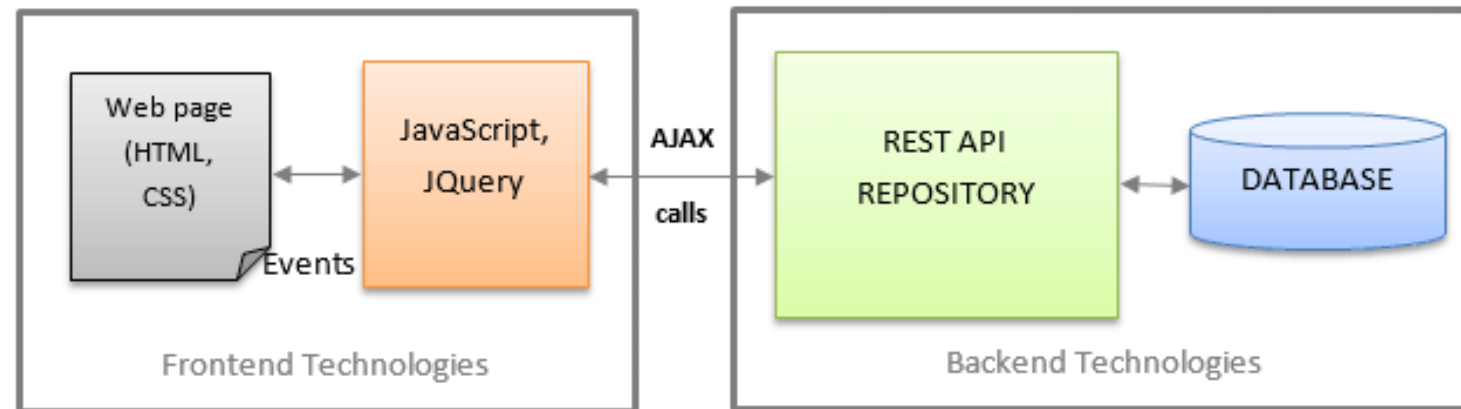 Web page
(HTML,
CSS)
Events
JavaScript,
JQuery
Frontend Technologies
AJAX
calls
REST API
REPOSITORY
DATABASE
Backend Technologies